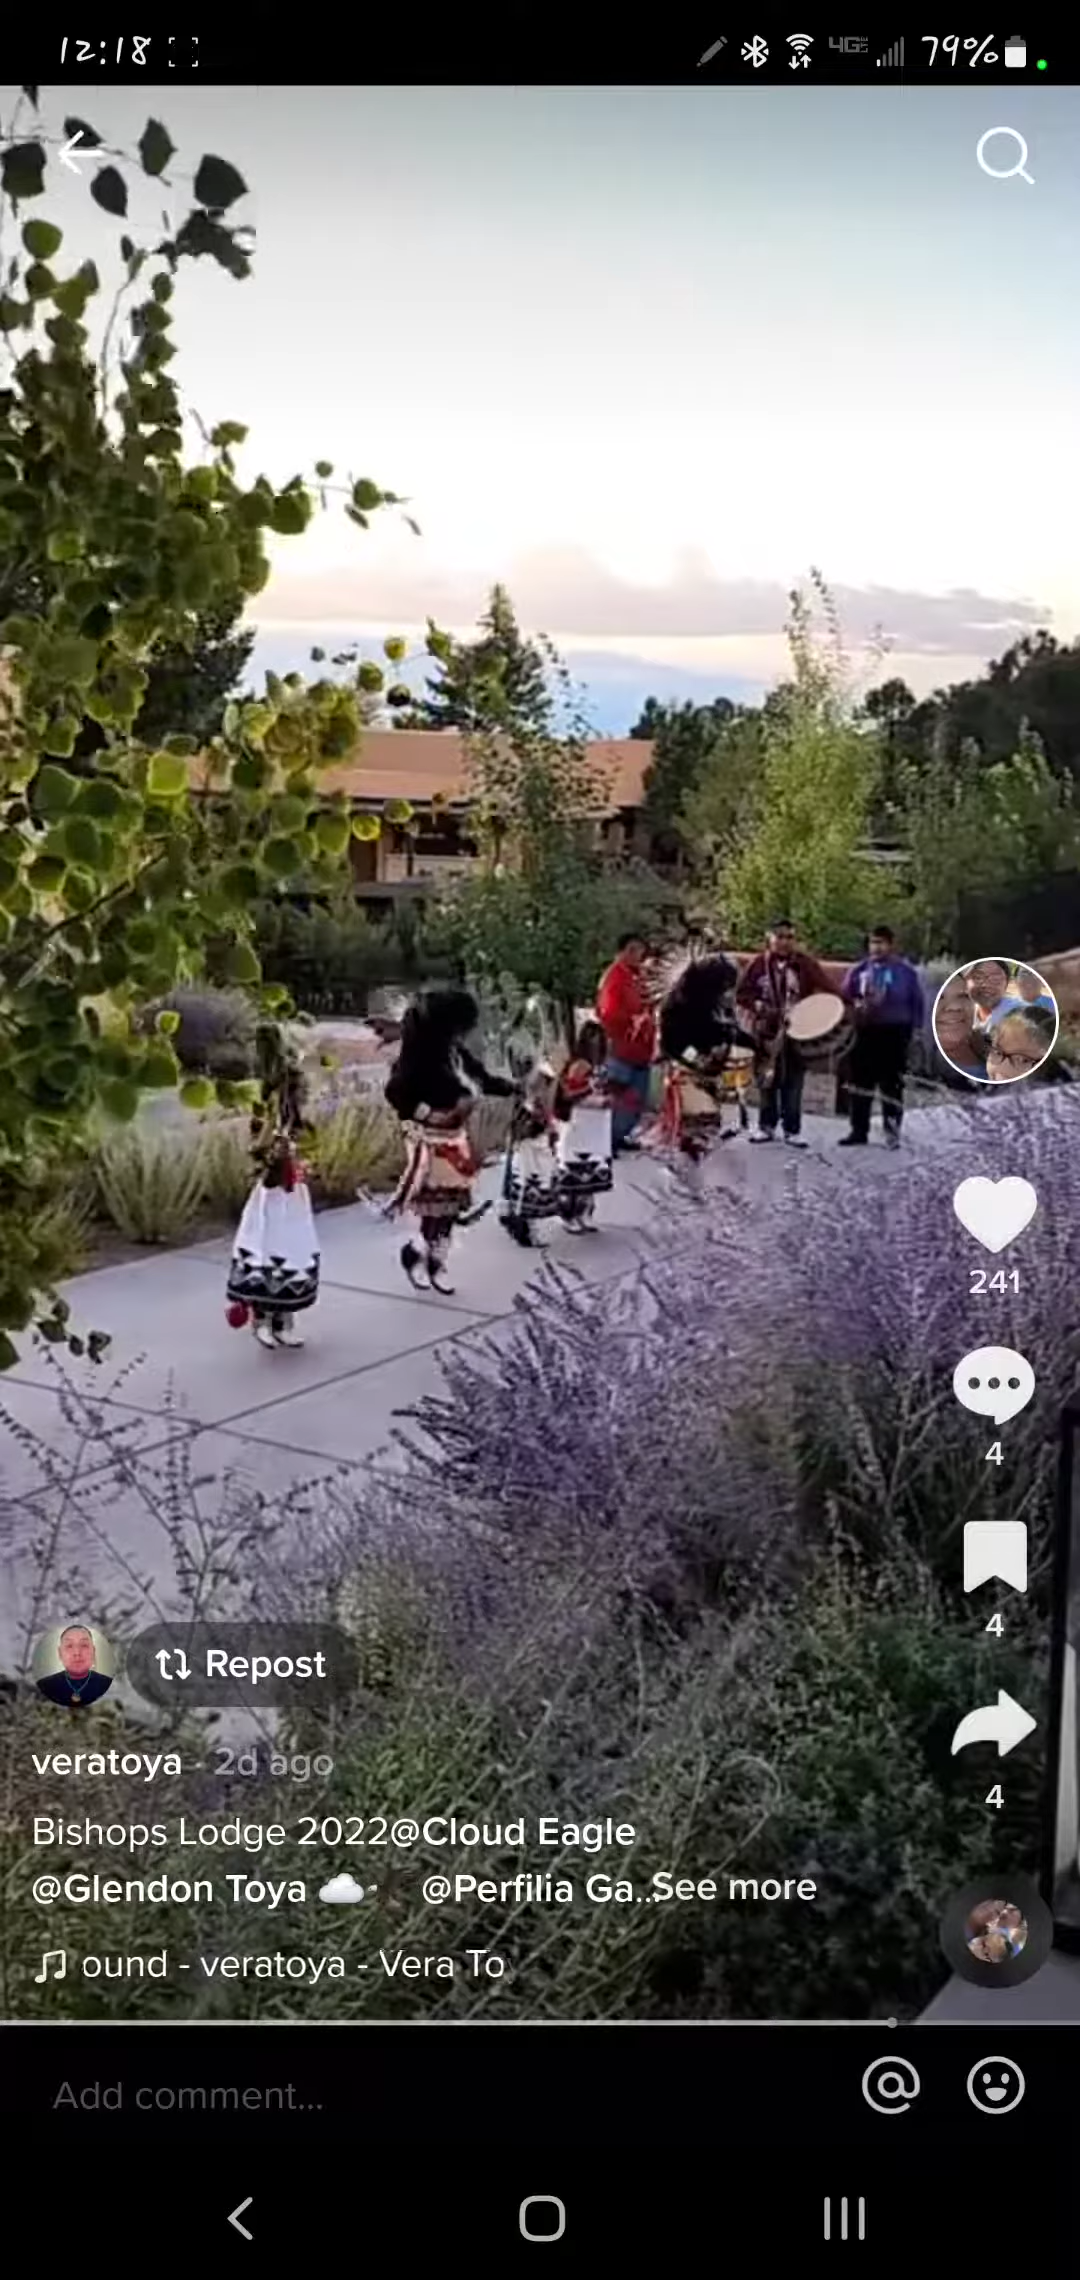 12:18 4GE 79%
241
4
4
Repost
veratoya · 2d ago
4
Bishops Lodge 2022@Cloud Eagle
@Glendon Toya @Perfilia Ga...See more
ound - veratoya - Vera To
Add comment...